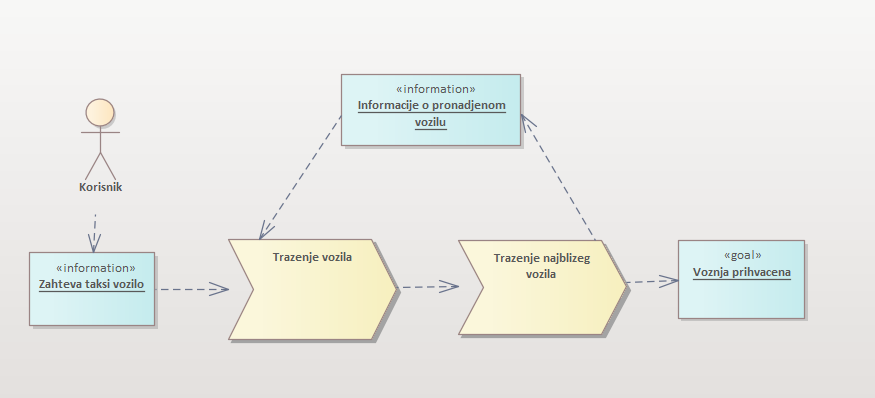 «information»
Informacije o pronadjenom
vozilu
Korisnik
«information»
Zahteva taksi vozilo
Trazenje vozila
Trazenje najblizeg
vozila
«goal»
Voznja prihvacena